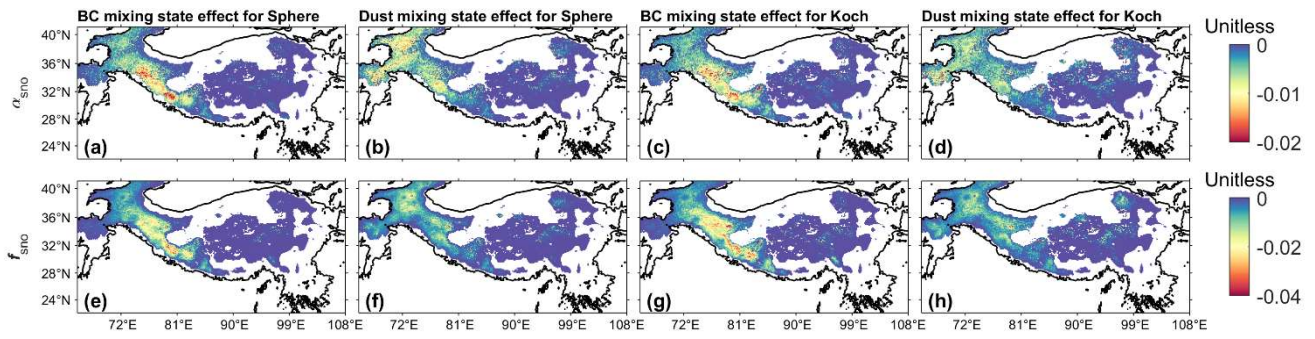 BC mixing state effect for Sphere Dust mixing state effect for Sphere BC mixing state effect for Koch Dust mixing state effect for Koch Unitless
40°N
36°N
32°N
28°N
24°N
α sno
(a) (b) (c) (d)
0
-0.01
-0.02
Unitless
40°N
36°N
32°N
28°N
24°N
f sno
(e) (f) (g) (h)
0
-0.02
-0.04
72°E 81°E 90°E 99°E 108°E 72°E 81°E 90°E 99°E 108°E 72°E 81°E 90°E 99°E 108°E 72°E 81°E 90°E 99°E 108°E